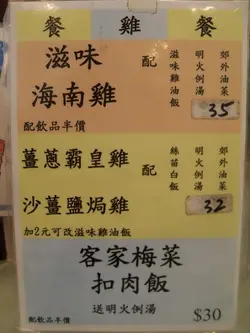 餐 雞 餐
滋味
海南雞
配飲品半價
配
滋味雞油飯
明火例湯
郊外油菜
35
薑蔥霸皇雞
沙薑鹽焗雞
加2元可改滋味雞油飯
配
絲苗白飯
明火例湯
郊外油菜
32
客家梅菜
扣肉飯
送明火例湯
配飲品半價
$30